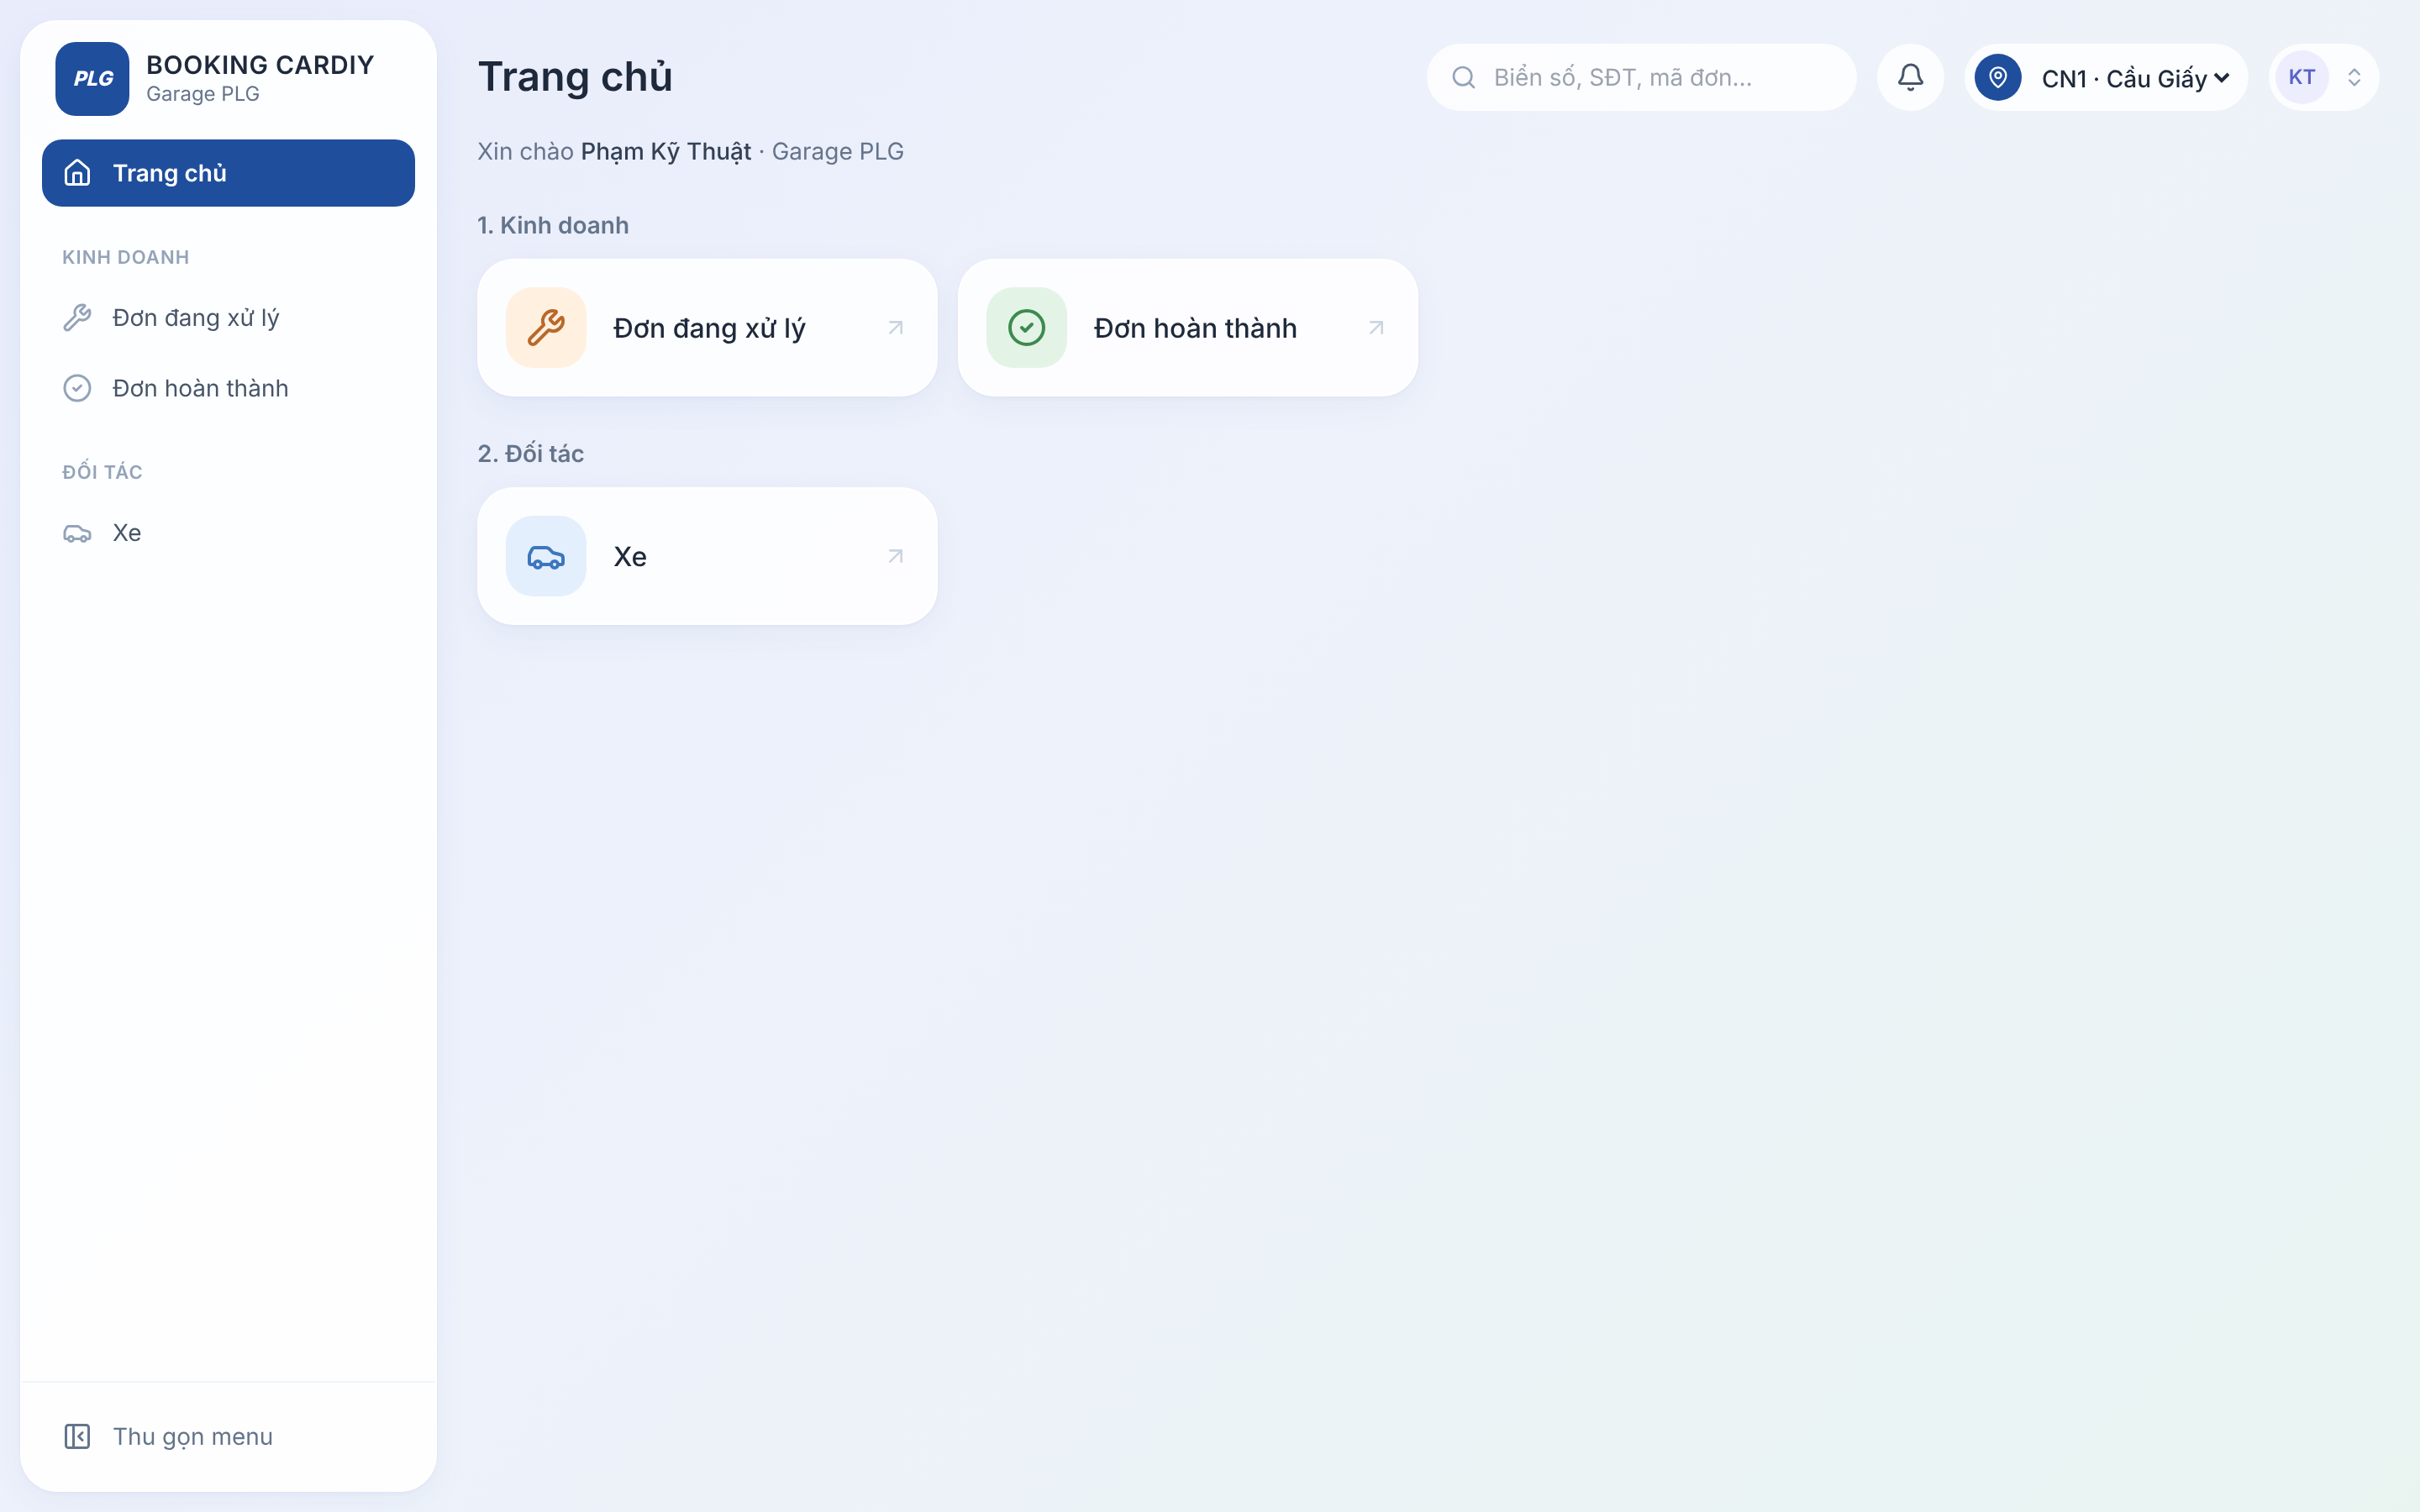 PLG
BOOKING CARDIY
Garage PLG
Trang chủ
KINH DOANH
Đơn đang xử lý
Đơn hoàn thành
ĐỐI TÁC
Xe
Thu gọn menu
Trang chủ
Biển số, SĐT, mã đơn...
CN1 · Cầu Giấy
KT
Xin chào Phạm Kỹ Thuật · Garage PLG
1. Kinh doanh
Đơn đang xử lý
Đơn hoàn thành
2. Đối tác
Xe